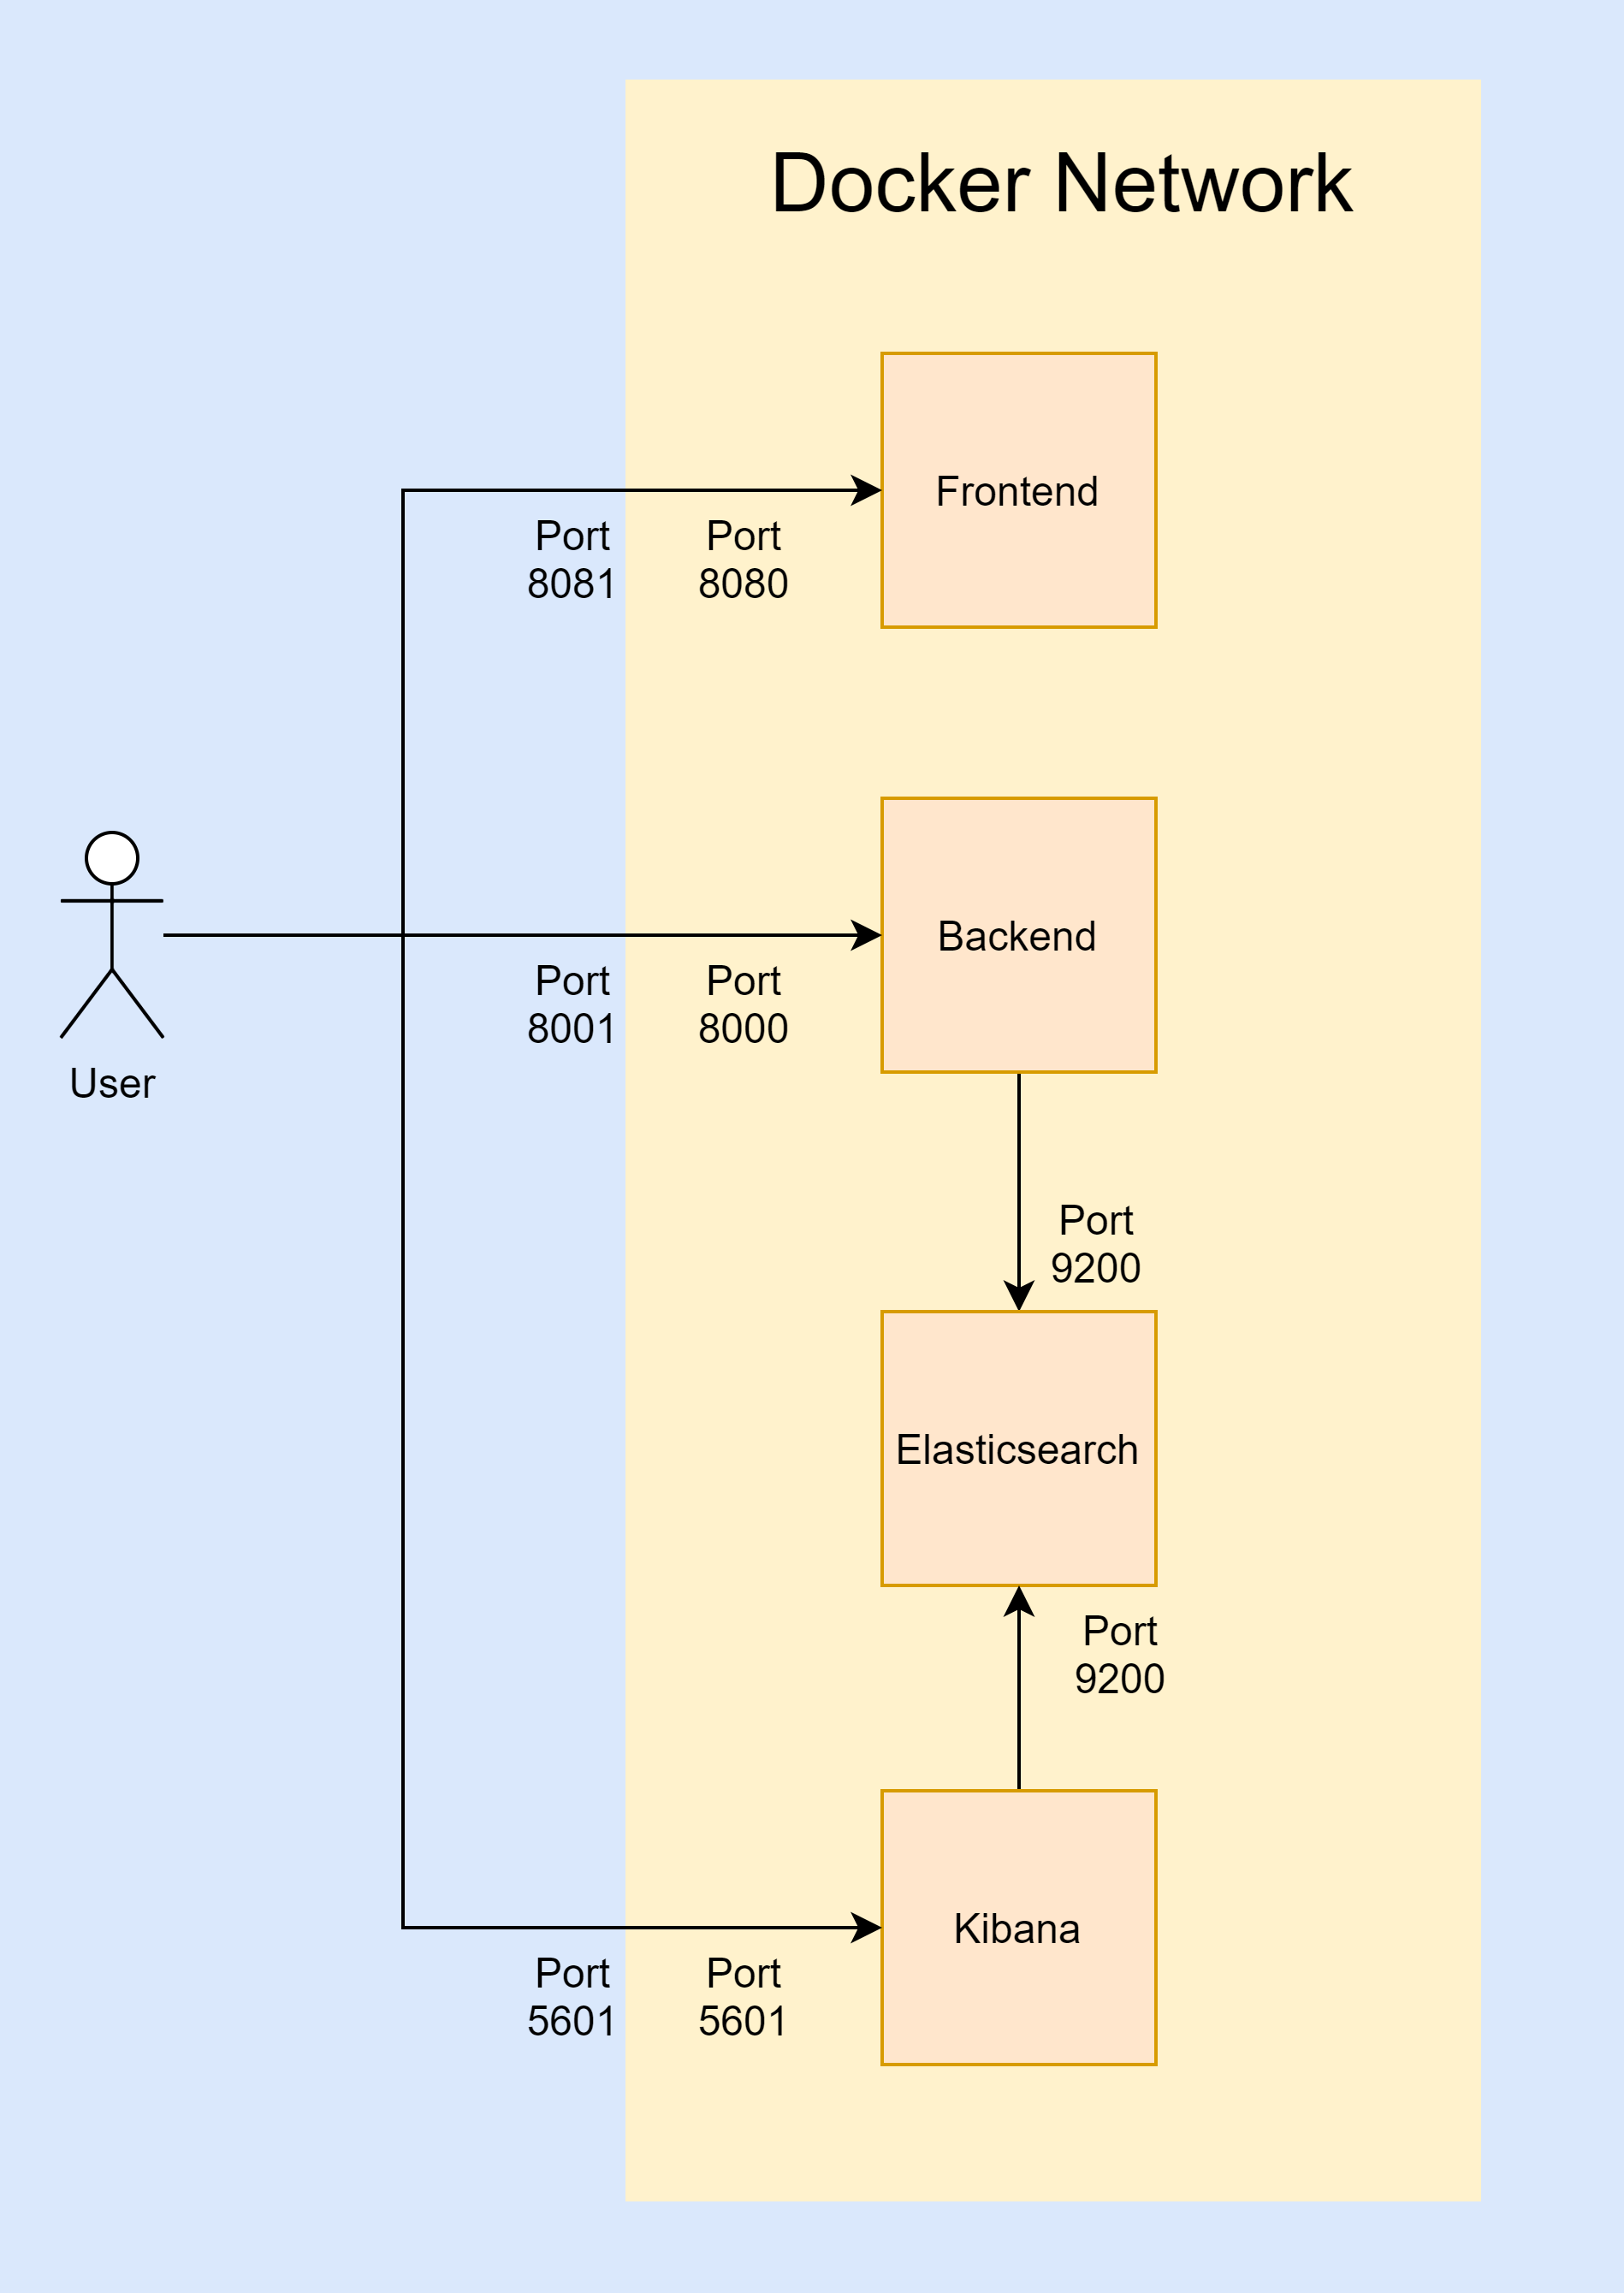 Docker Network
Frontend
Port
8081
Port
8080
Backend
Port
8001
Port
8000
User
Port
9200
Elasticsearch
Port
9200
Kibana
Port
5601
Port
5601